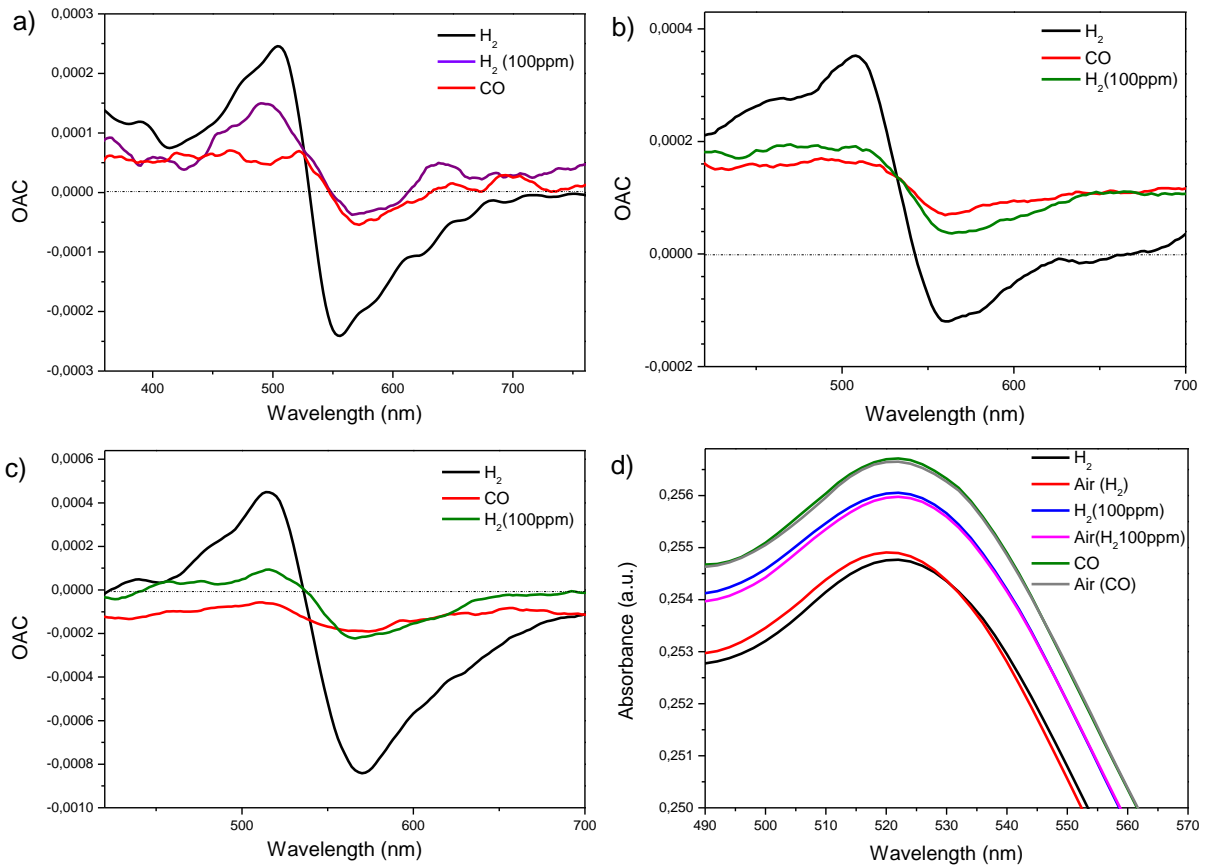 a)
0,0003
0,0002
0,0001
0,0000
-0,0001
-0,0002
-0,0003
OAC
H2
H2 (100ppm)
CO
400 500 600 700
Wavelength (nm)
b)
0,0004
0,0002
0,0000
-0,0002
OAC
H2
CO
H2(100ppm)
500 600 700
Wavelength (nm)
c)
0,0006
0,0004
0,0002
0,0000
-0,0002
-0,0004
-0,0006
-0,0008
-0,0010
OAC
H2
CO
H2(100ppm)
500 600 700
Wavelength (nm)
d)
0,256
0,255
0,254
0,253
0,252
0,251
0,250
Absorbance (a.u.)
H2
Air (H2)
H2(100ppm)
Air(H2100ppm)
CO
Air (CO)
490 500 510 520 530 540 550 560 570
Wavelength (nm)